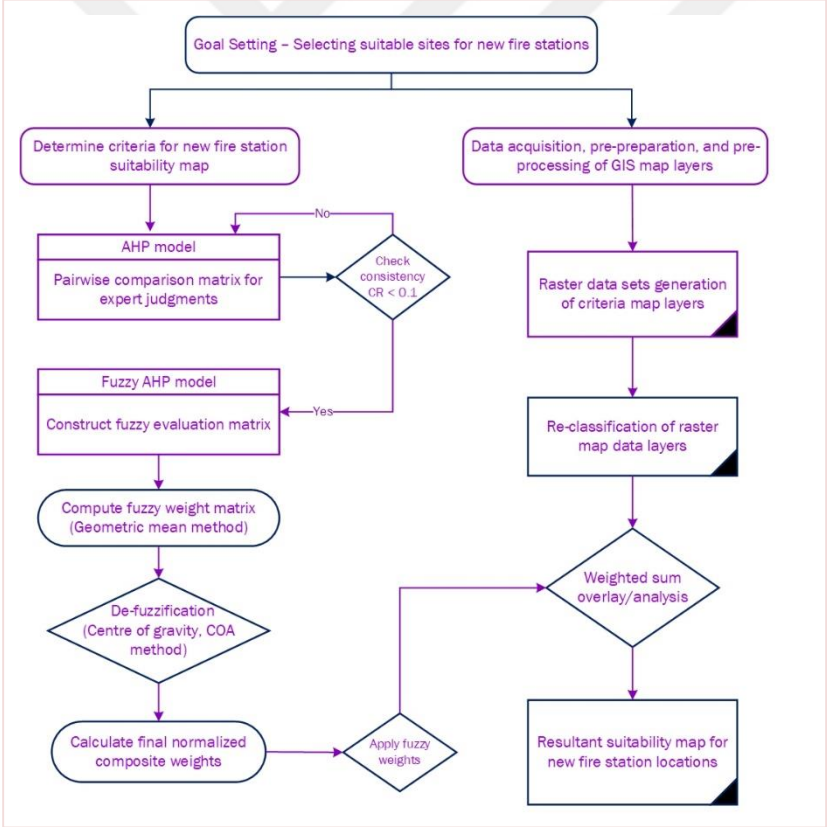 Goal Setting – Selecting suitable sites for new fire stations
Determine criteria for new fire station
suitability map
Data acquisition, pre-preparation, and pre-
processing of GIS map layers
No
AHP model
Pairwise comparison matrix for
expert judgments
Check
consistency
CR < 0.1
Raster data sets generation
of criteria map layers
Fuzzy AHP model
Construct fuzzy evaluation matrix
Yes
Re-classification of raster
map data layers
Compute fuzzy weight matrix
(Geometric mean method)
Weighted sum
overlay/analysis
De-fuzzification
(Centre of gravity, COA
method)
Calculate final normalized
composite weights
Apply fuzzy
weights
Resultant suitability map for
new fire station locations